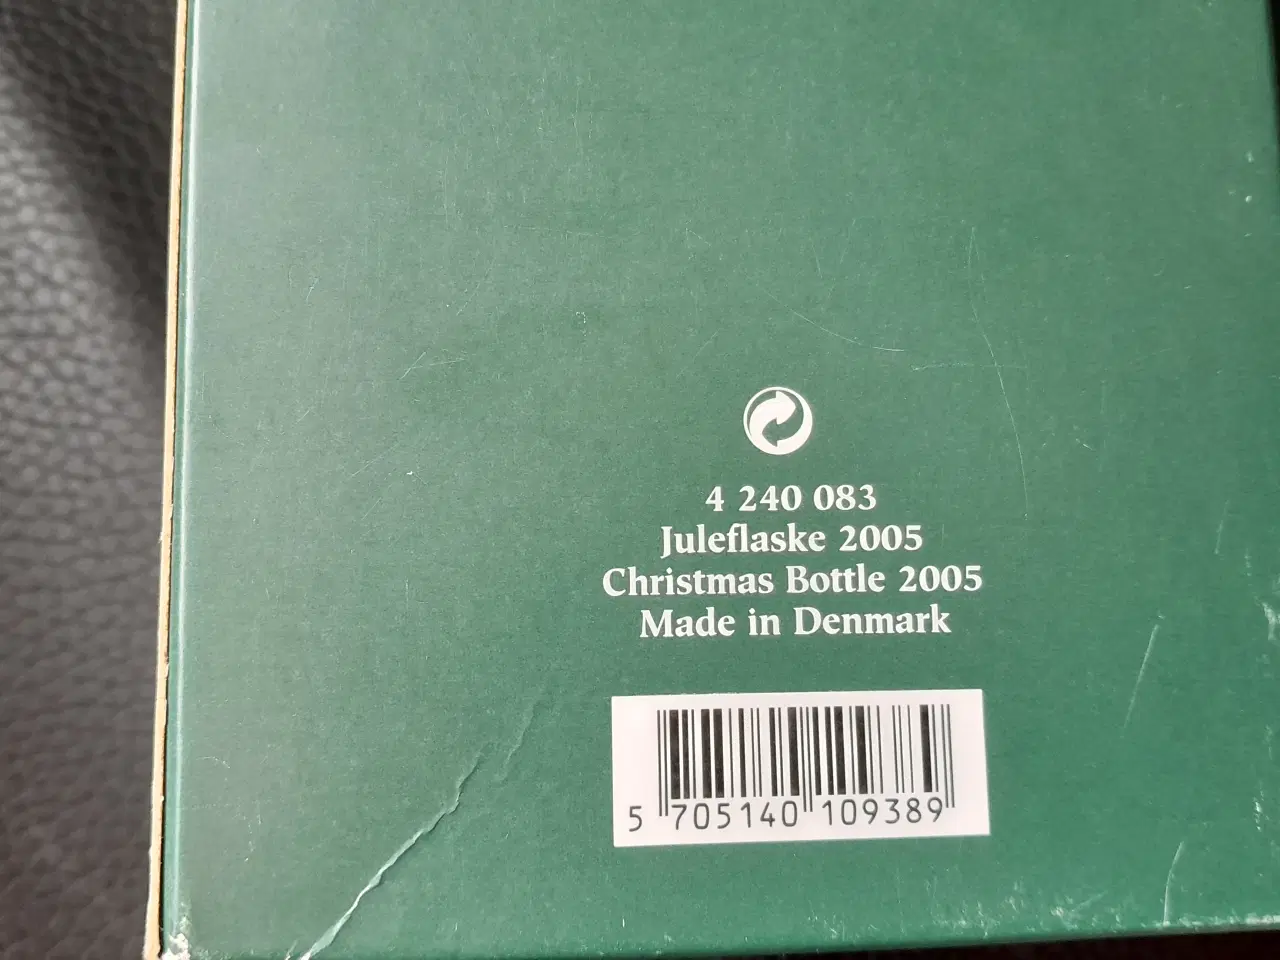 4 240 083
Juleflaske 2005
Christmas Bottle 2005
Made in Denmark
5 705140 109389